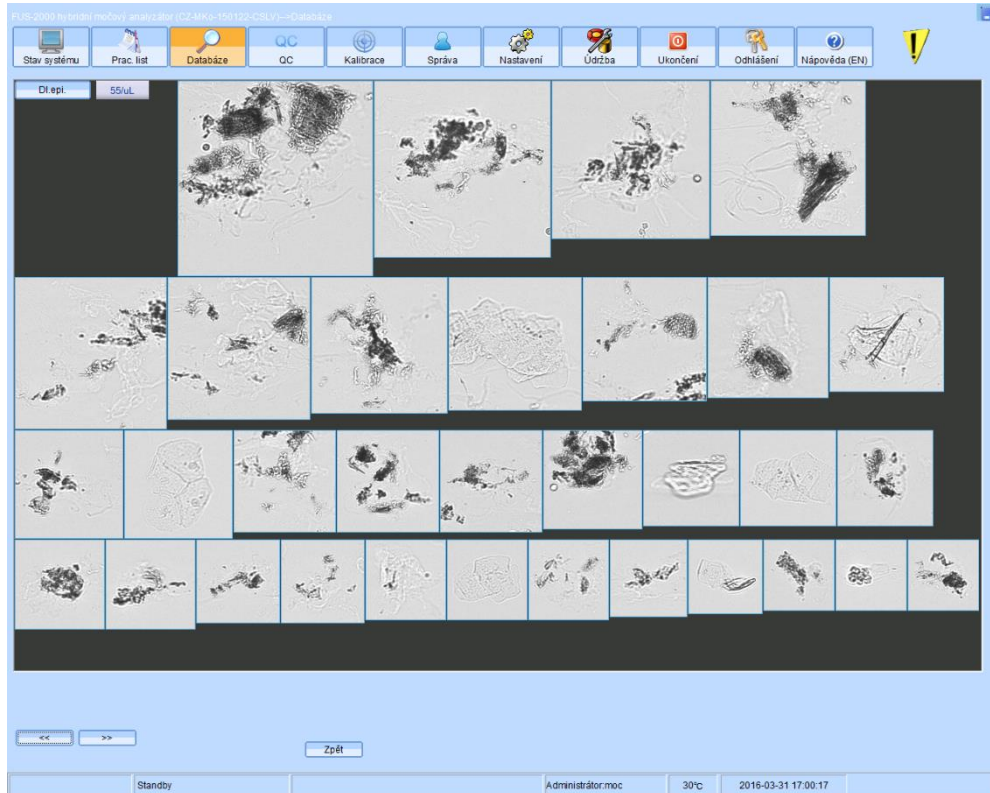 FUS-2000 hybridní močový analyzátor (CZ-MKo-150122-CSLV)-->Databáze
Stav systému
Prac. list
Databáze
QC
QC
Kalibrace
Správa
Nastavení
Údržba
Ukončení
Odhlášení
Nápověda (EN)
Dl.epi.
55/uL
<<
>>
Zpět
Standby
Administrátor:moc
30°C
2016-03-31 17:00:17